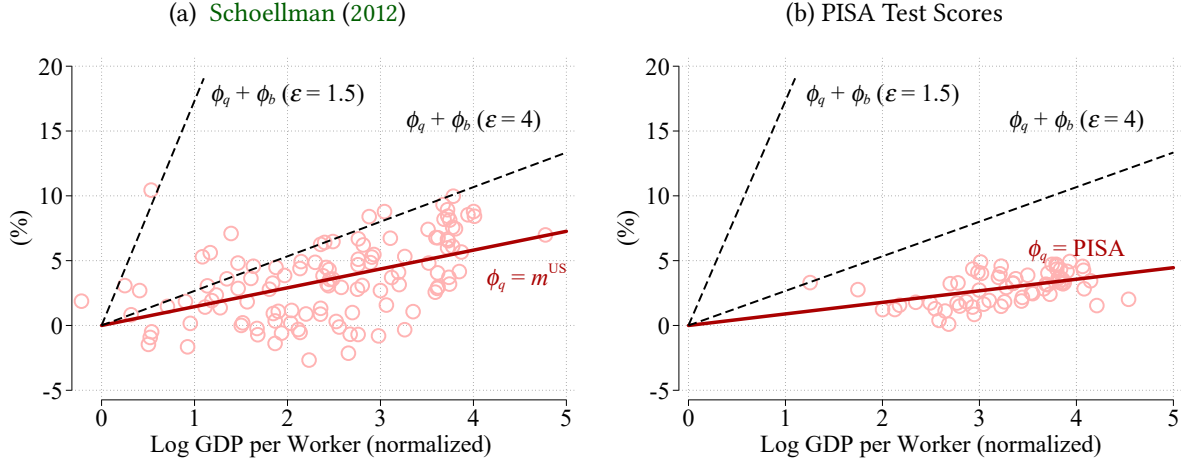 (a) Schoellman (2012)
20
15
10
5
0
-5
(%)
ϕq + ϕb (ε = 1.5)
ϕq + ϕb (ε = 4)
ϕq = mUS
0 1 2 3 4 5
Log GDP per Worker (normalized)
(b) PISA Test Scores
20
15
10
5
0
-5
(%)
ϕq + ϕb (ε = 1.5)
ϕq + ϕb (ε = 4)
ϕq = PISA
0 1 2 3 4 5
Log GDP per Worker (normalized)